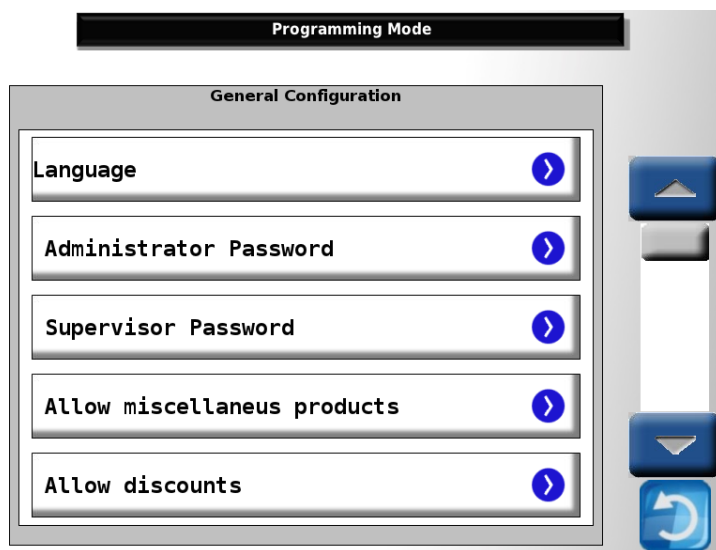 Programming Mode
General Configuration
Language
Administrator Password
Supervisor Password
Allow miscellaneus products
Allow discounts